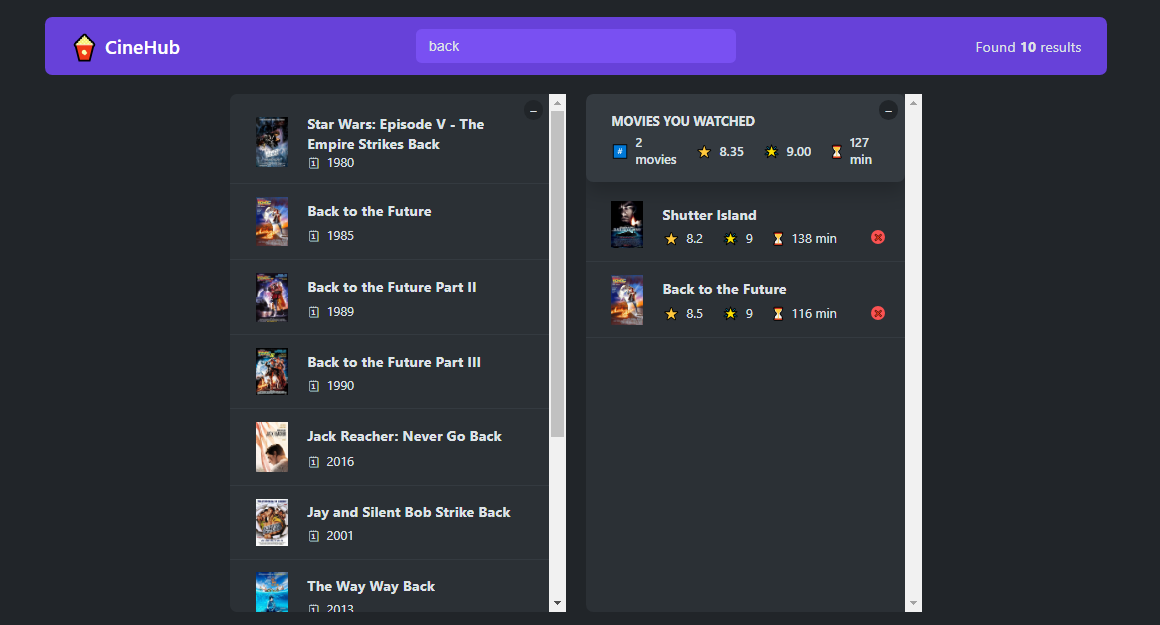 CineHub
back
Found 10 results
–
Star Wars: Episode V - The
Empire Strikes Back
1980
Back to the Future
1985
Back to the Future Part II
1989
Back to the Future Part III
1990
Jack Reacher: Never Go Back
2016
Jay and Silent Bob Strike Back
2001
The Way Way Back
2013
–
MOVIES YOU WATCHED
# 2 movies 8.35 9.00 127 min
Shutter Island
8.2 9 138 min
Back to the Future
8.5 9 116 min